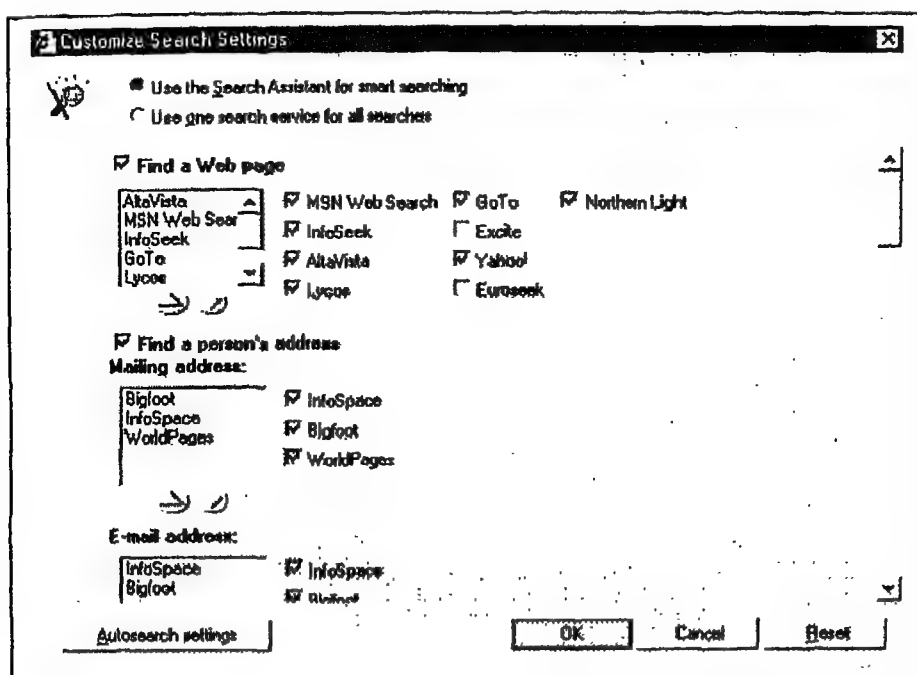 Customize Search Settings
Use the Search Assistant for smart searching
Use one search service for all searches
Find a Web page
AltaVista
MSN Web Sear
InfoSeek
GoTo
Lycos
MSN Web Search GoTo Northern Light
InfoSeek Excite
AltaVista Yahoo!
Lycos Euroseek
Find a person's address
Mailing address:
Bigfoot
InfoSpace
WorldPages
InfoSpace
Bigfoot
WorldPages
E-mail address:
InfoSpace
Bigfoot
InfoSpace
Bigfoot
Autosearch settings OK Cancel Reset